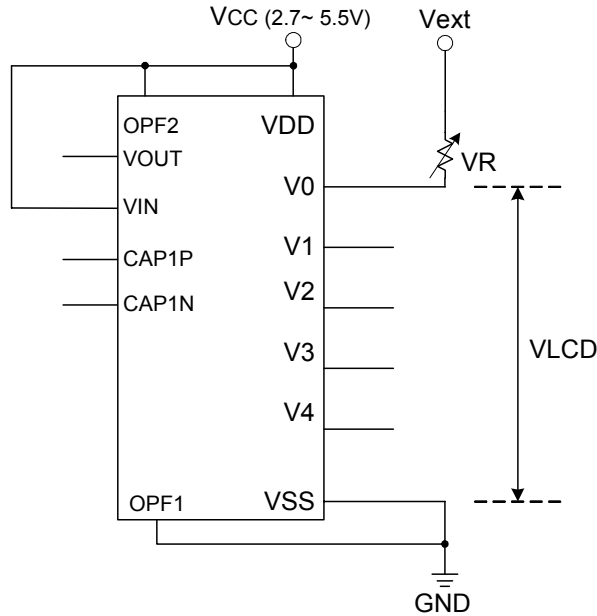 VCC (2.7~ 5.5V)
Vext
OPF2
VDD
VOUT
VR
V0
VIN
V1
CAP1P
V2
CAP1N
V3
VLCD
V4
OPF1
VSS
GND